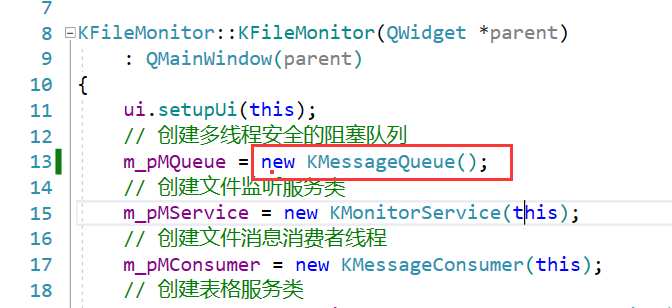 7
8 KFileMonitor::KFileMonitor(QWidget *parent)
9 : QMainWindow(parent)
10 {
11 ui.setupUi(this);
12 // 创建多线程安全的阻塞队列
13 m_pMQueue = new KMessageQueue();
14 // 创建文件监听服务类
15 m_pMService = new KMonitorService(this);
16 // 创建文件消息消费者线程
17 m_pMConsumer = new KMessageConsumer(this);
18 // 创建表格服务类